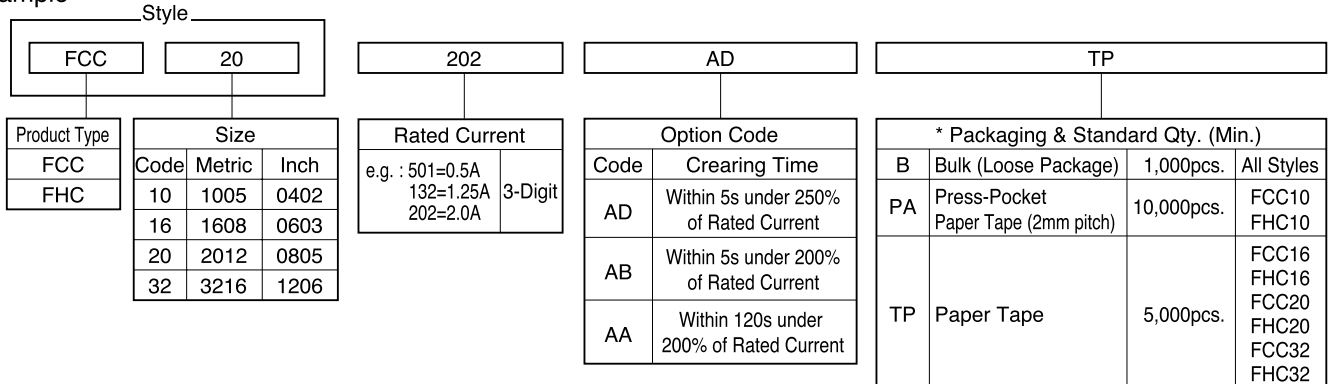 ample
Style
FCC 20 202 AD TP
Product Type
FCC
FHC
Size
Code Metric Inch
10 1005 0402
16 1608 0603
20 2012 0805
32 3216 1206
Rated Current
e.g. : 501=0.5A
132=1.25A
202=2.0A
3-Digit
Option Code
Code Crearing Time
AD Within 5s under 250%
of Rated Current
AB Within 5s under 200%
of Rated Current
AA Within 120s under
200% of Rated Current
* Packaging & Standard Qty. (Min.)
B Bulk (Loose Package) 1,000pcs. All Styles
PA Press-Pocket
Paper Tape (2mm pitch) 10,000pcs. FCC10
FHC10
TP Paper Tape 5,000pcs. FCC16
FHC16
FCC20
FHC20
FCC32
FHC32